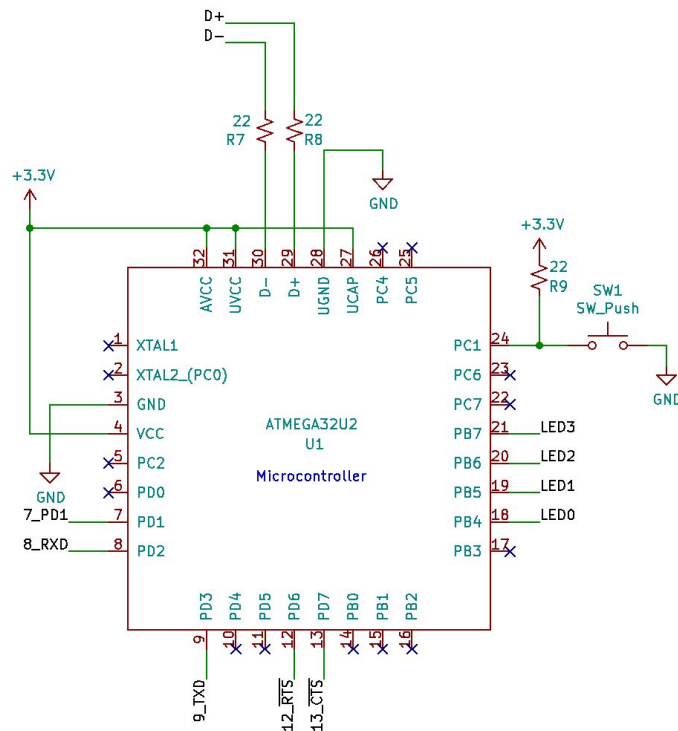 D+
D-
22
R7
22
R8
+3.3V
GND
32
31
30
29
28
27
26
25
AVCC
UVCC
D-
D+
UGND
UCAP
PC4
PC5
+3.3V
22
R9
SW1
SW_Push
GND
1 XTAL1
2 XTAL2_(PC0)
3 GND
4 VCC
5 PC2
6 PD0
7_PD1 7 PD1
8_RXD 8 PD2
GND
ATMEGA32U2
U1
Microcontroller
PC1 24
PC6 23
PC7 22
PB7 21 LED3
PB6 20 LED2
PB5 19 LED1
PB4 18 LED0
PB3 17
PD3
PD4
PD5
PD6
PD7
PB0
PB1
PB2
9
10
11
12
13
14
15
16
9_TXD
12_RTS
13_CTS